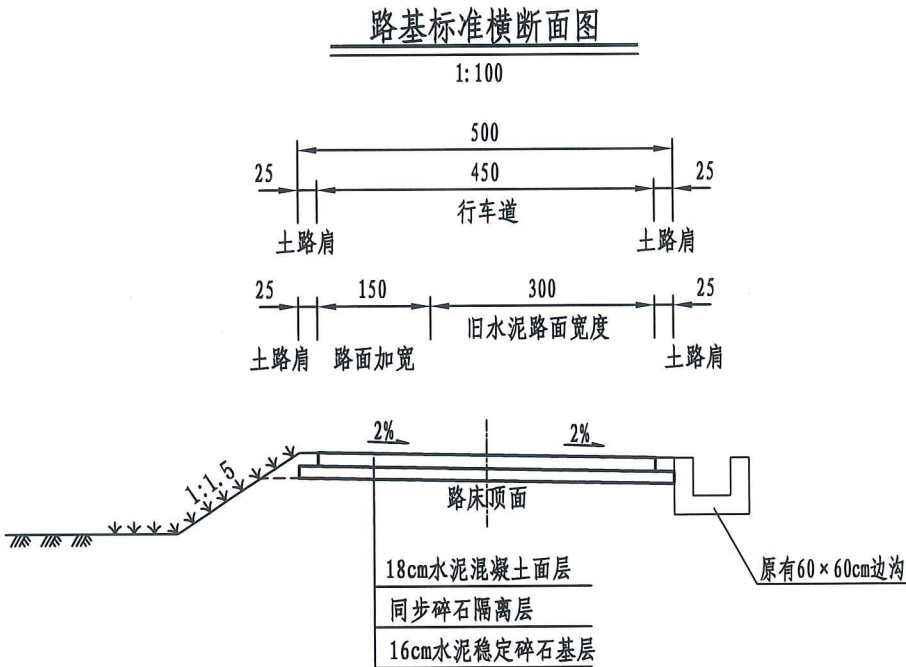 路基标准横断面图
1:100
500
25 450 25
行车道
土路肩 土路肩
25 150 300 25
旧水泥路面宽度
土路肩 路面加宽 土路肩
2% 2%
1:1.5
路床顶面
18cm水泥混凝土面层
原有60×60cm边沟
同步碎石隔离层
16cm水泥稳定碎石基层